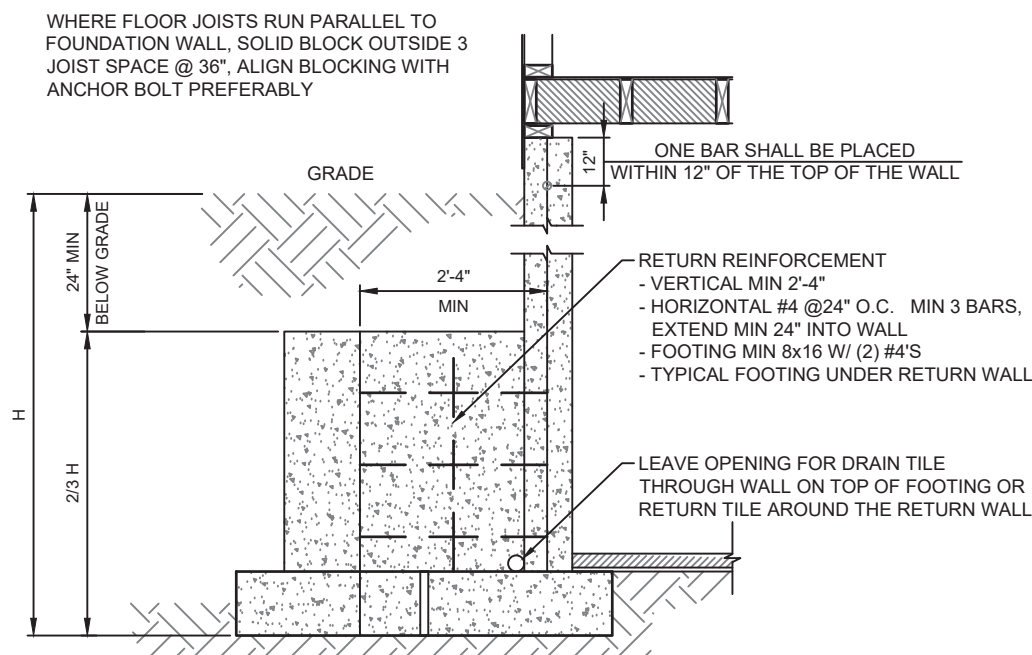 WHERE FLOOR JOISTS RUN PARALLEL TO
FOUNDATION WALL, SOLID BLOCK OUTSIDE 3
JOIST SPACE @ 36", ALIGN BLOCKING WITH
ANCHOR BOLT PREFERABLY
12"
ONE BAR SHALL BE PLACED
WITHIN 12" OF THE TOP OF THE WALL
GRADE
24" MIN
BELOW GRADE
2'-4"
MIN
RETURN REINFORCEMENT
- VERTICAL MIN 2'-4"
- HORIZONTAL #4 @24" O.C. MIN 3 BARS,
EXTEND MIN 24" INTO WALL
- FOOTING MIN 8x16 W/ (2) #4'S
- TYPICAL FOOTING UNDER RETURN WALL
H
2/3 H
LEAVE OPENING FOR DRAIN TILE
THROUGH WALL ON TOP OF FOOTING OR
RETURN TILE AROUND THE RETURN WALL